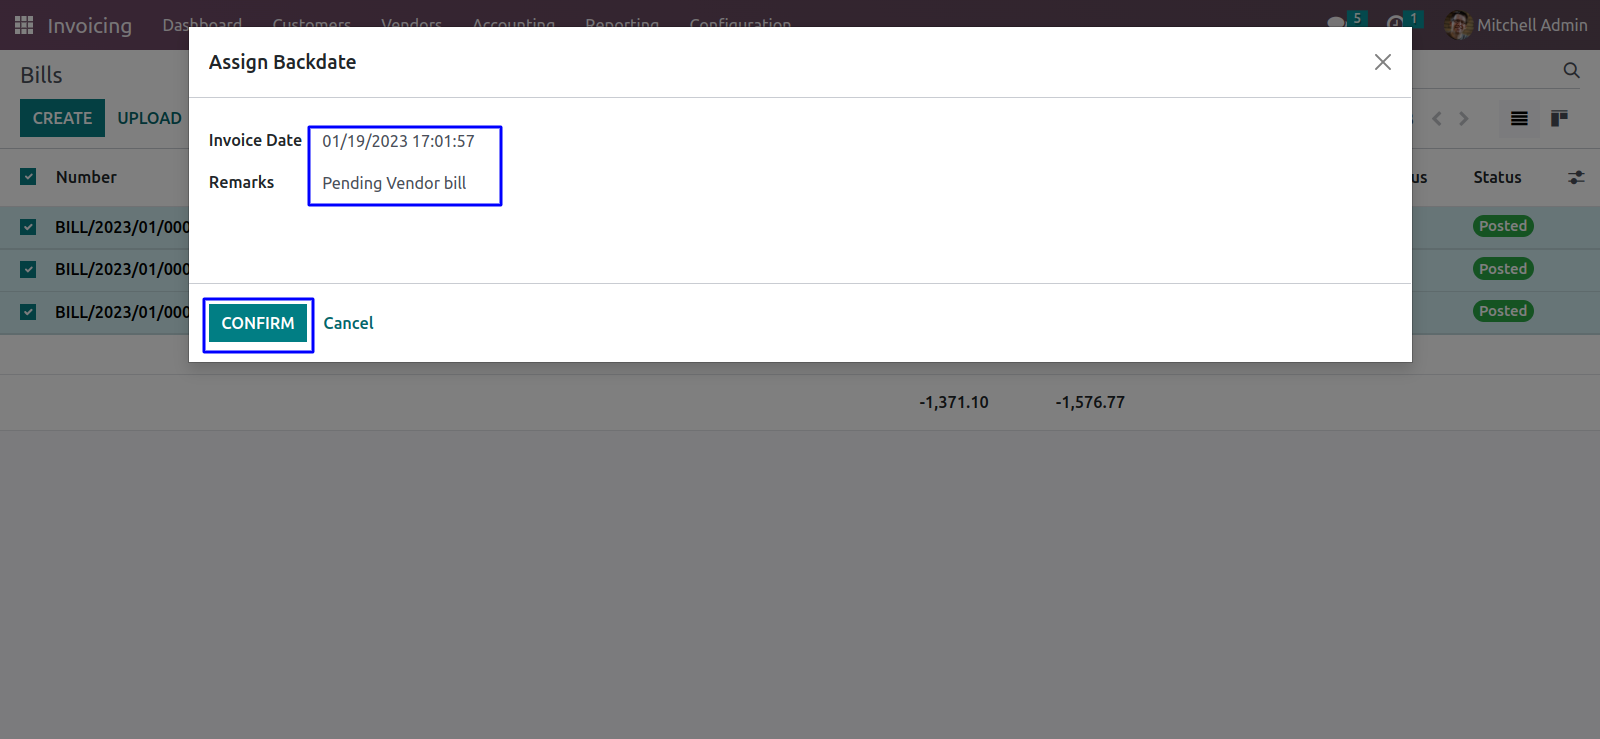 Invoicing Dashboard Customers Vendors Accounting Reporting Configuration 5 1 Mitchell Admin
Assign Backdate
Bills
CREATE UPLOAD
Invoice Date 01/19/2023 17:01:57
Remarks Pending Vendor bill
Number Status
BILL/2023/01/000 Posted
BILL/2023/01/000 Posted
BILL/2023/01/000 Posted
CONFIRM Cancel
-1,371.10 -1,576.77